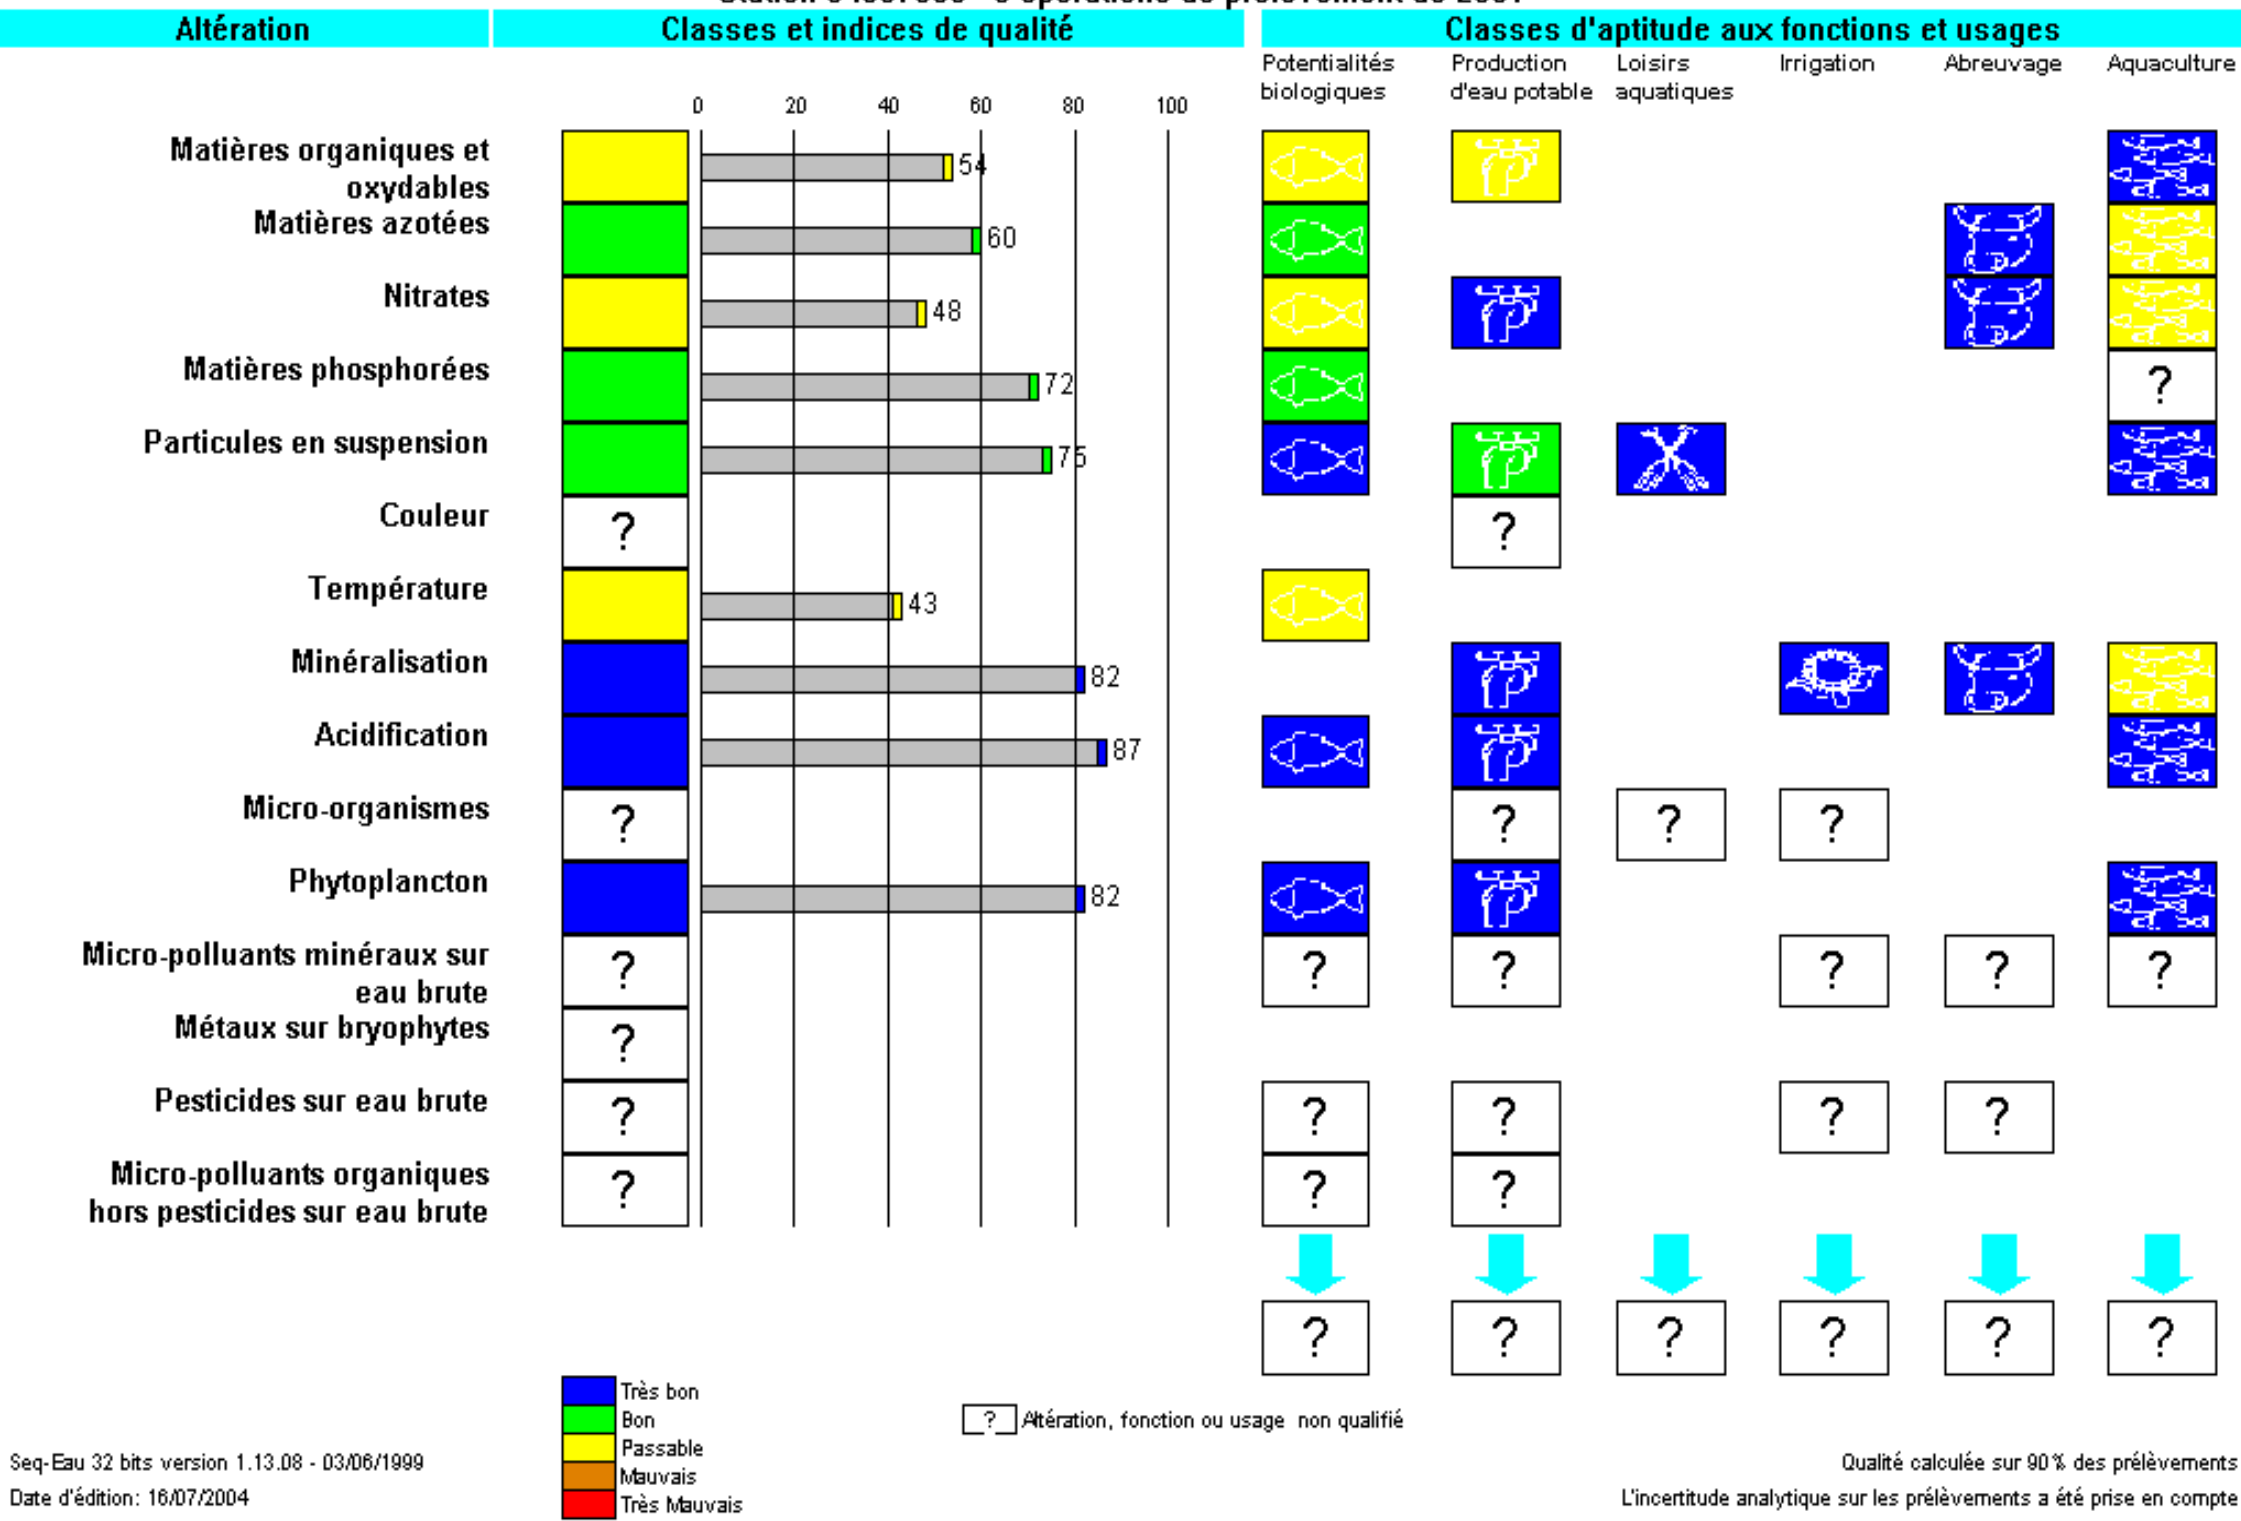 Altération Classes et indices de qualité Classes d'aptitude aux fonctions et usages
Potentialités biologiques
Production d'eau potable
Loisirs aquatiques
Irrigation
Abreuvage
Aquaculture
0 20 40 60 80 100
Matières organiques et
oxydables
54
Matières azotées
60
Nitrates
48
Matières phosphorées
72 ?
Particules en suspension
75
Couleur
? ?
Température
43
Minéralisation
82
Acidification
87
Micro-organismes
? ? ? ?
Phytoplancton
82
Micro-polluants minéraux sur
eau brute
? ? ? ? ? ?
Métaux sur bryophytes
?
Pesticides sur eau brute
? ? ? ? ?
Micro-polluants organiques
hors pesticides sur eau brute
? ? ?
? ? ? ? ? ?
Très bon
Bon
Passable
Mauvais
Très Mauvais
? Altération, fonction ou usage non qualifié
Seq-Eau 32 bits version 1.13.08 - 03/06/1999
Date d'édition: 16/07/2004
Qualité calculée sur 90% des prélèvements
L'incertitude analytique sur les prélèvements a été prise en compte